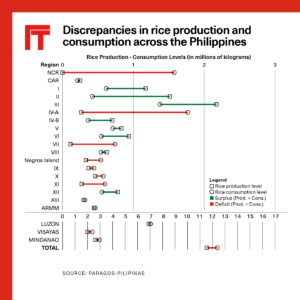 FT
Discrepancies in rice production and
consumption across the Philippines
Rice Production - Consumption Levels (in millions of kilograms)
Region 0 1 2 3
NCR
CAR
I
II
III
IV-A
IV-B
V
VI
VII
VIII
Negros Island
IX
X
XI
XII
XIII
ARMM
Legend
Rice production level
Rice consumption level
Surplus (Prod. > Cons.)
Deficit (Prod. < Cons.)
0 1 2 3 4 5 6 7 8 9 10 11 12 13 14 15 16 17
LUZON
VISAYAS
MINDANAO
TOTAL
SOURCE: PARAGOS-PILIPINAS